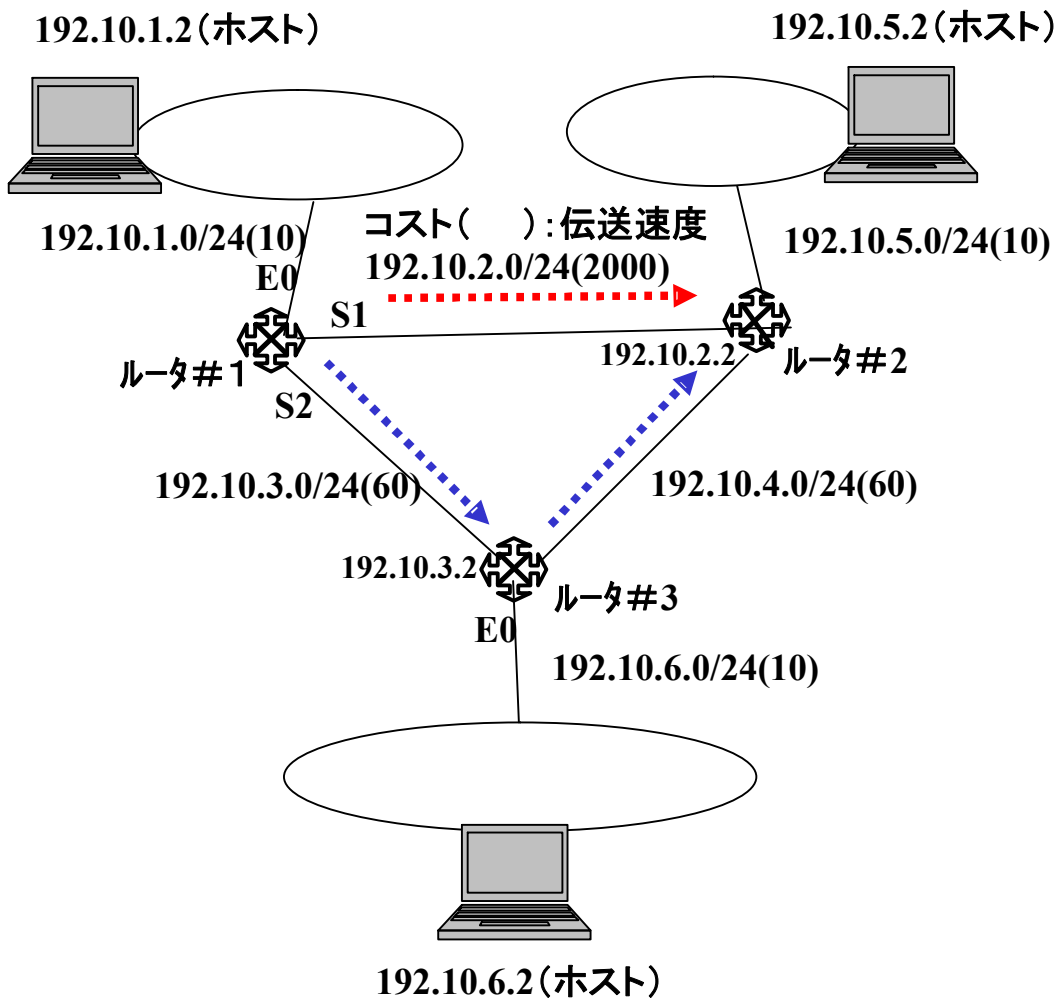 192.10.1.2(ホスト)
192.10.5.2(ホスト)
192.10.1.0/24(10)
コスト(　):伝送速度
192.10.2.0/24(2000)
192.10.5.0/24(10)
E0
S1
ルータ#1
192.10.2.2
ルータ#2
S2
192.10.3.0/24(60)
192.10.4.0/24(60)
192.10.3.2
ルータ#3
E0
192.10.6.0/24(10)
192.10.6.2(ホスト)